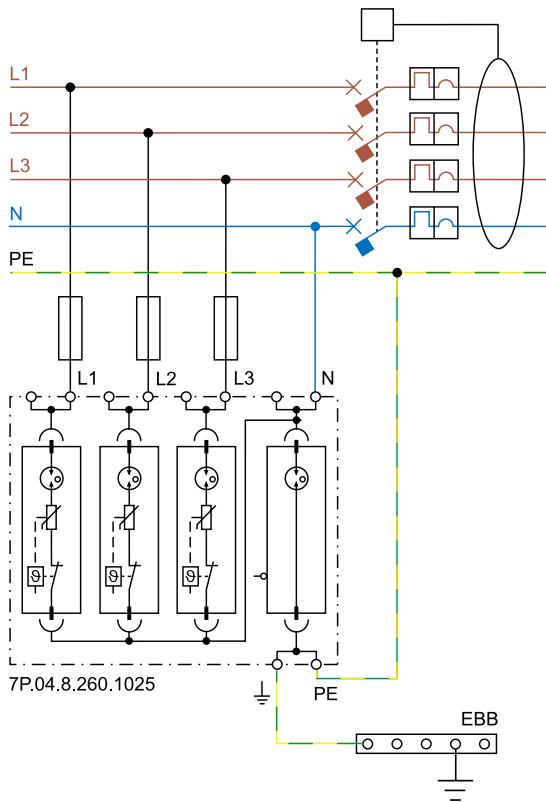 L1
L2
L3
N
PE
L1 L2 L3 N
ϑ ϑ ϑ
7P.04.8.260.1025
PE
EBB